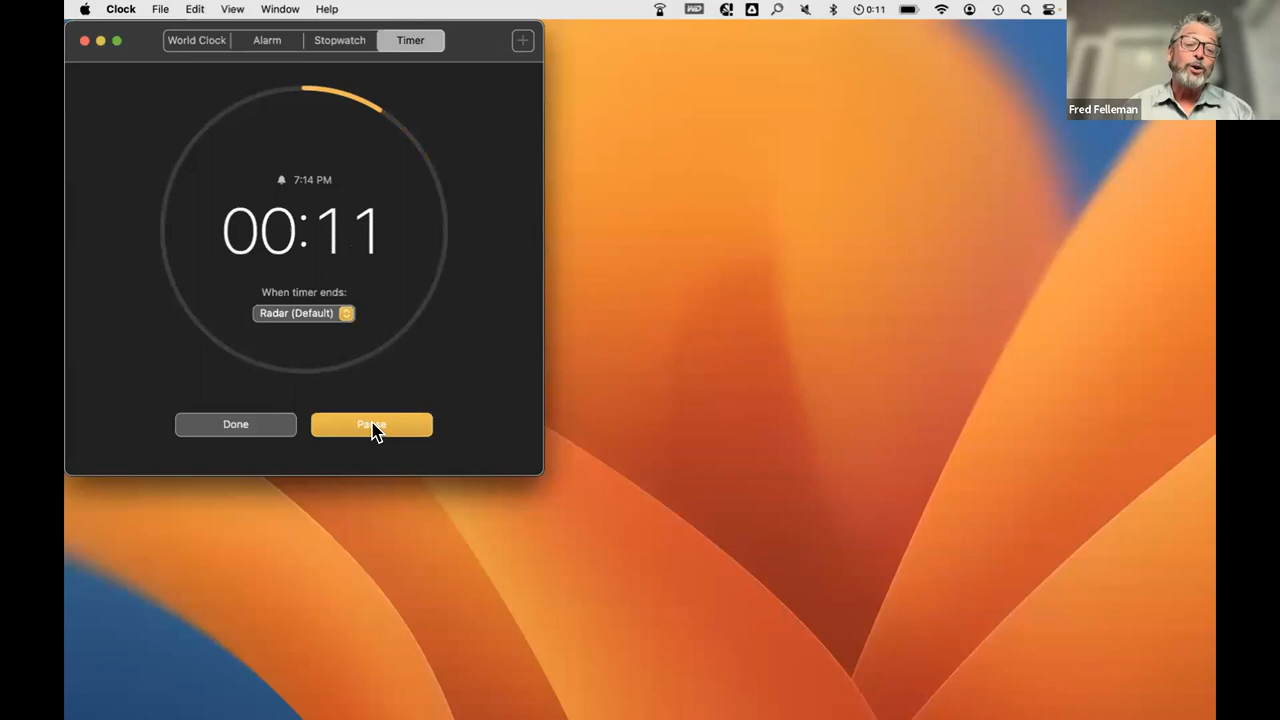 Clock File Edit View Window Help 0:11
World Clock Alarm Stopwatch Timer
Fred Felleman
7:14 PM
00:11
When timer ends:
Radar (Default)
Done Pause